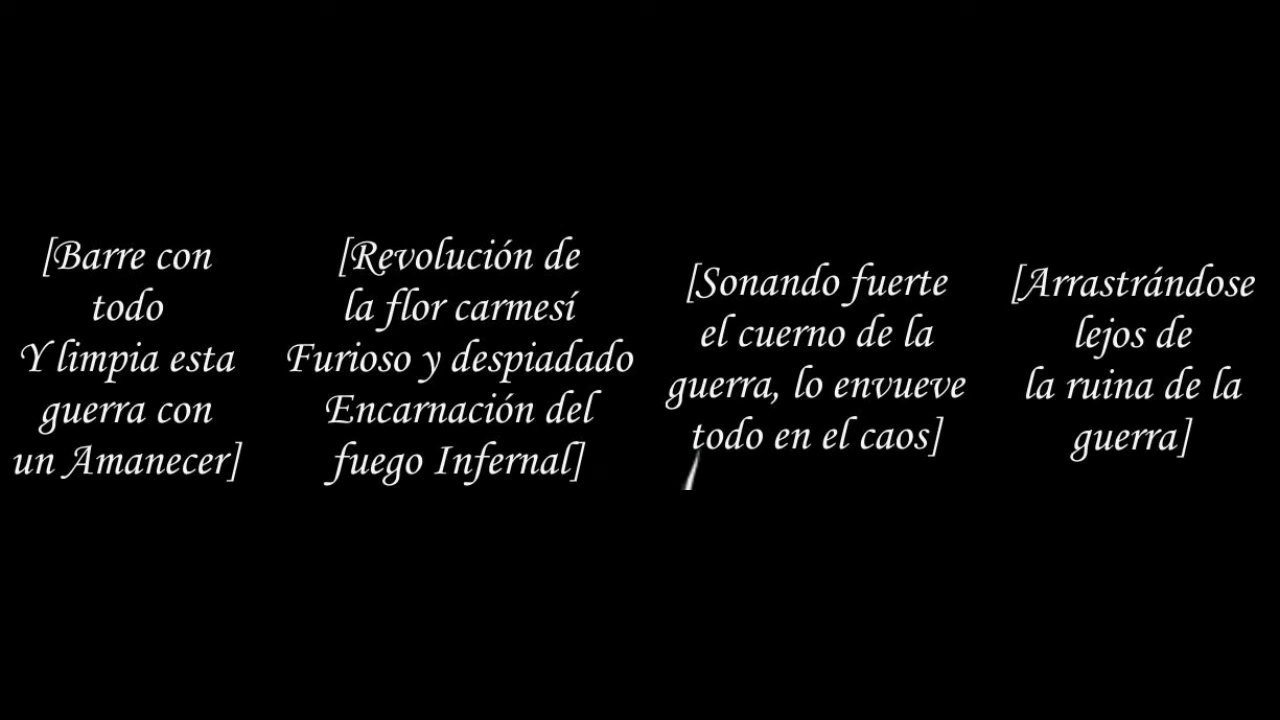 [Barre con
todo
Y limpia esta
guerra con
un Amanecer]
[Revolución de
la flor carmesí
Furioso y despiadado
Encarnación del
fuego Infernal]
[Sonando fuerte
el cuerno de la
guerra, lo envueve
todo en el caos]
[Arrastrándose
lejos de
la ruina de la
guerra]